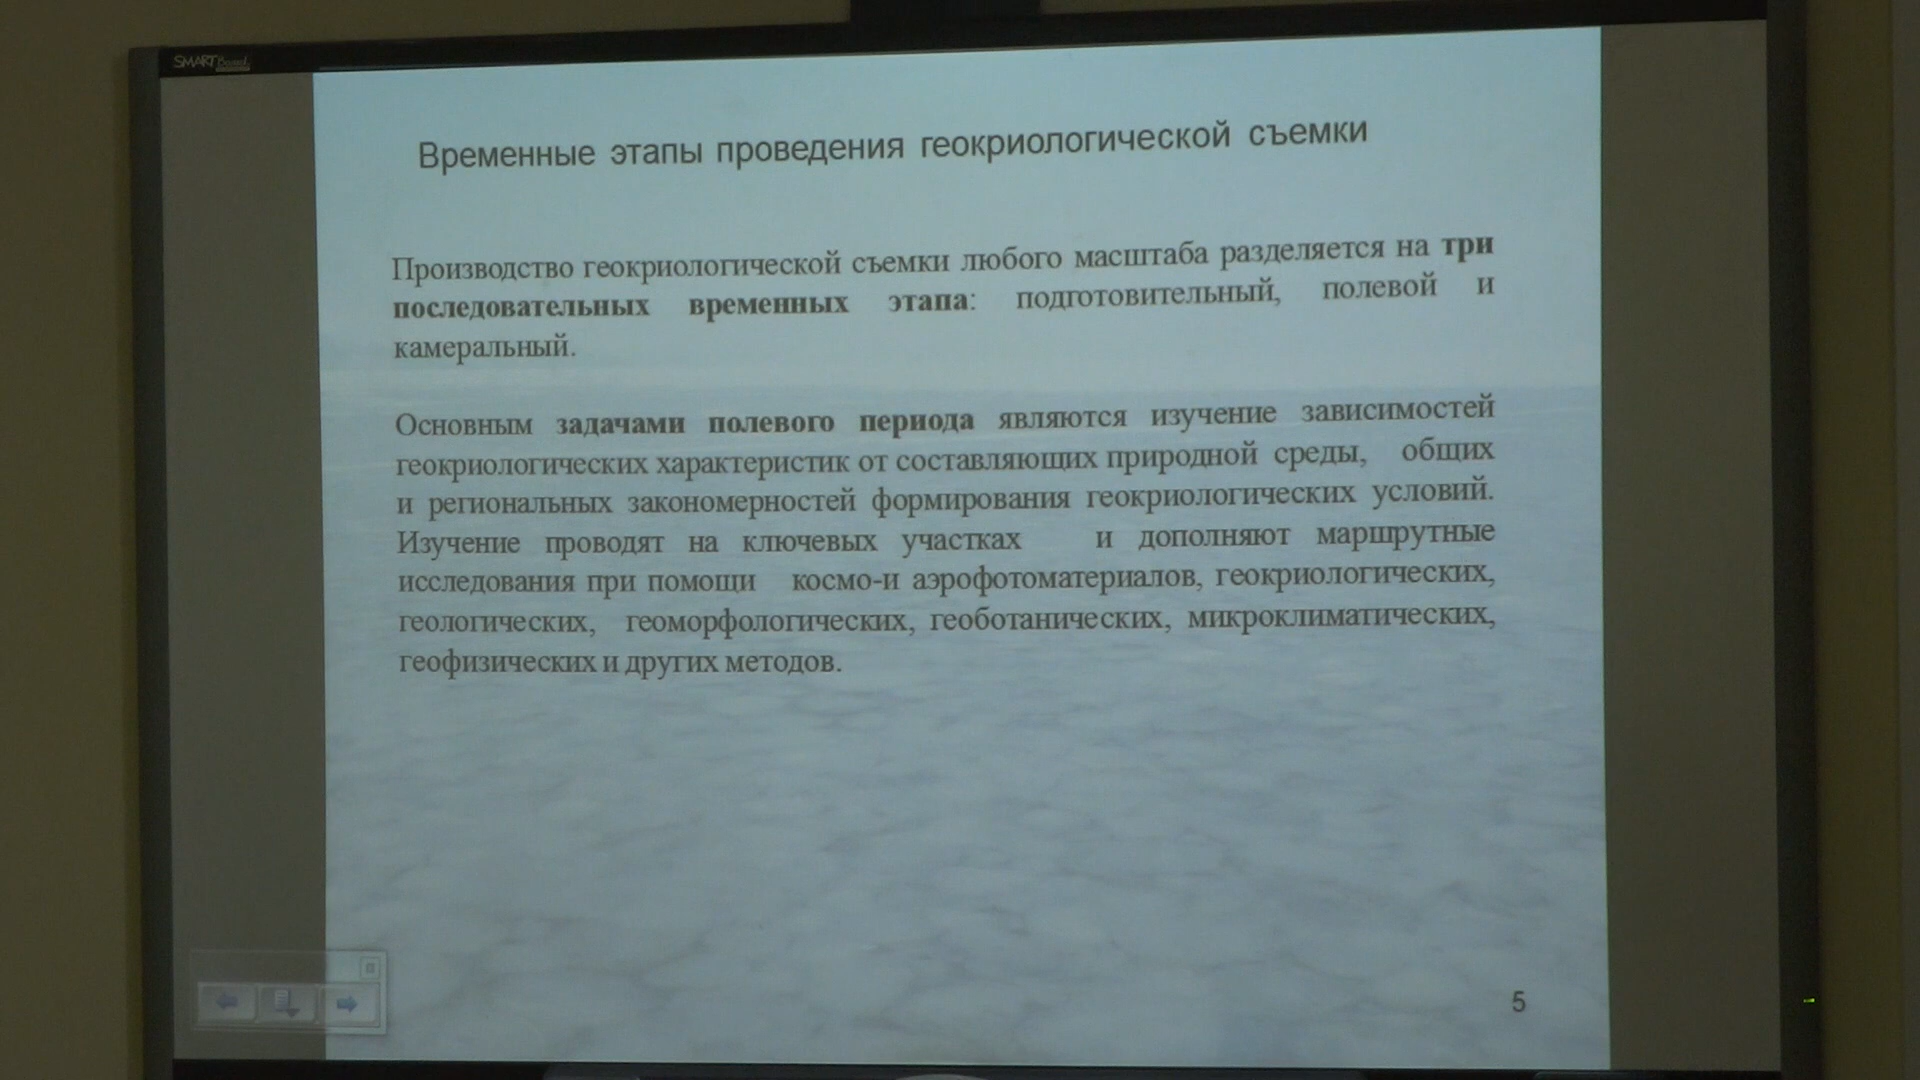 SMART Board
Временные этапы проведения геокриологической съемки
Производство геокриологической съемки любого масштаба разделяется на три
последовательных временных этапа: подготовительный, полевой и
камеральный.
Основным задачами полевого периода являются изучение зависимостей
геокриологических характеристик от составляющих природной среды, общих
и региональных закономерностей формирования геокриологических условий.
Изучение проводят на ключевых участках и дополняют маршрутные
исследования при помощи космо-и аэрофотоматериалов, геокриологических,
геологических, геоморфологических, геоботанических, микроклиматических,
геофизических и других методов.
5